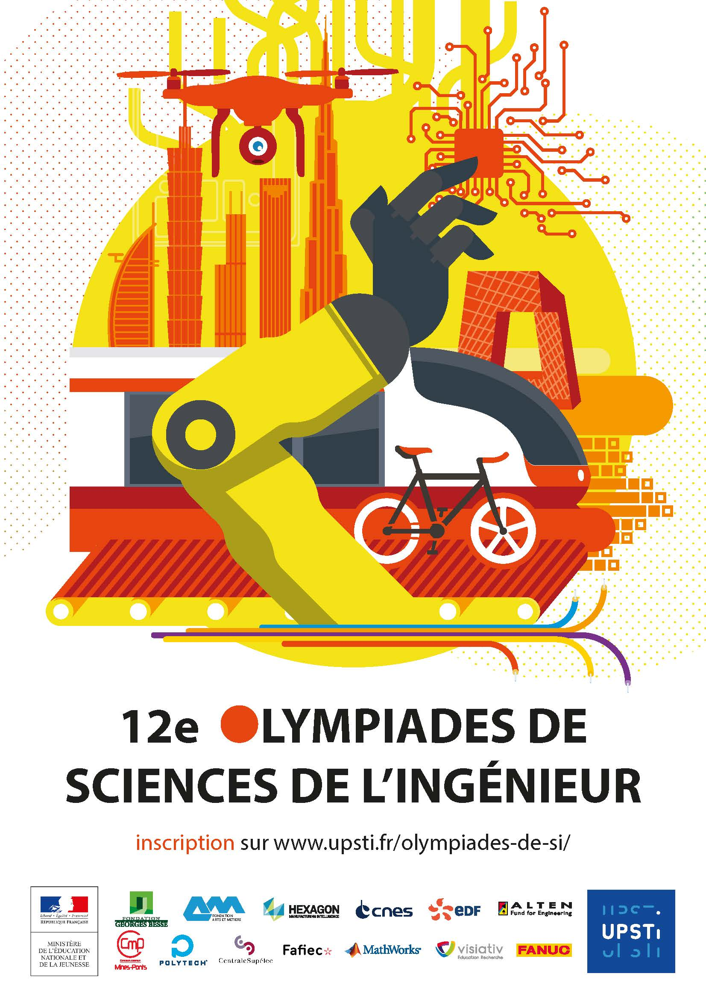 12e OLYMPIADES DE
SCIENCES DE L'INGÉNIEUR
inscription sur www.upsti.fr/olympiades-de-si/
Liberté • Égalité • Fraternité
RÉPUBLIQUE FRANÇAISE
MINISTÈRE
DE L'ÉDUCATION
NATIONALE ET
DE LA JEUNESSE
FONDATION
GEORGES BESSE
AM
FONDATION
ARTS ET METIERS
HEXAGON
MANUFACTURING INTELLIGENCE
cnes
eDF
ALTEN
Fund for Engineering
Cmp
Concours commun
Mines-Ponts
POLYTECH
CentraleSupélec
Fafiec
MathWorks
visiativ
Education Recherche
FANUC
UPSTi